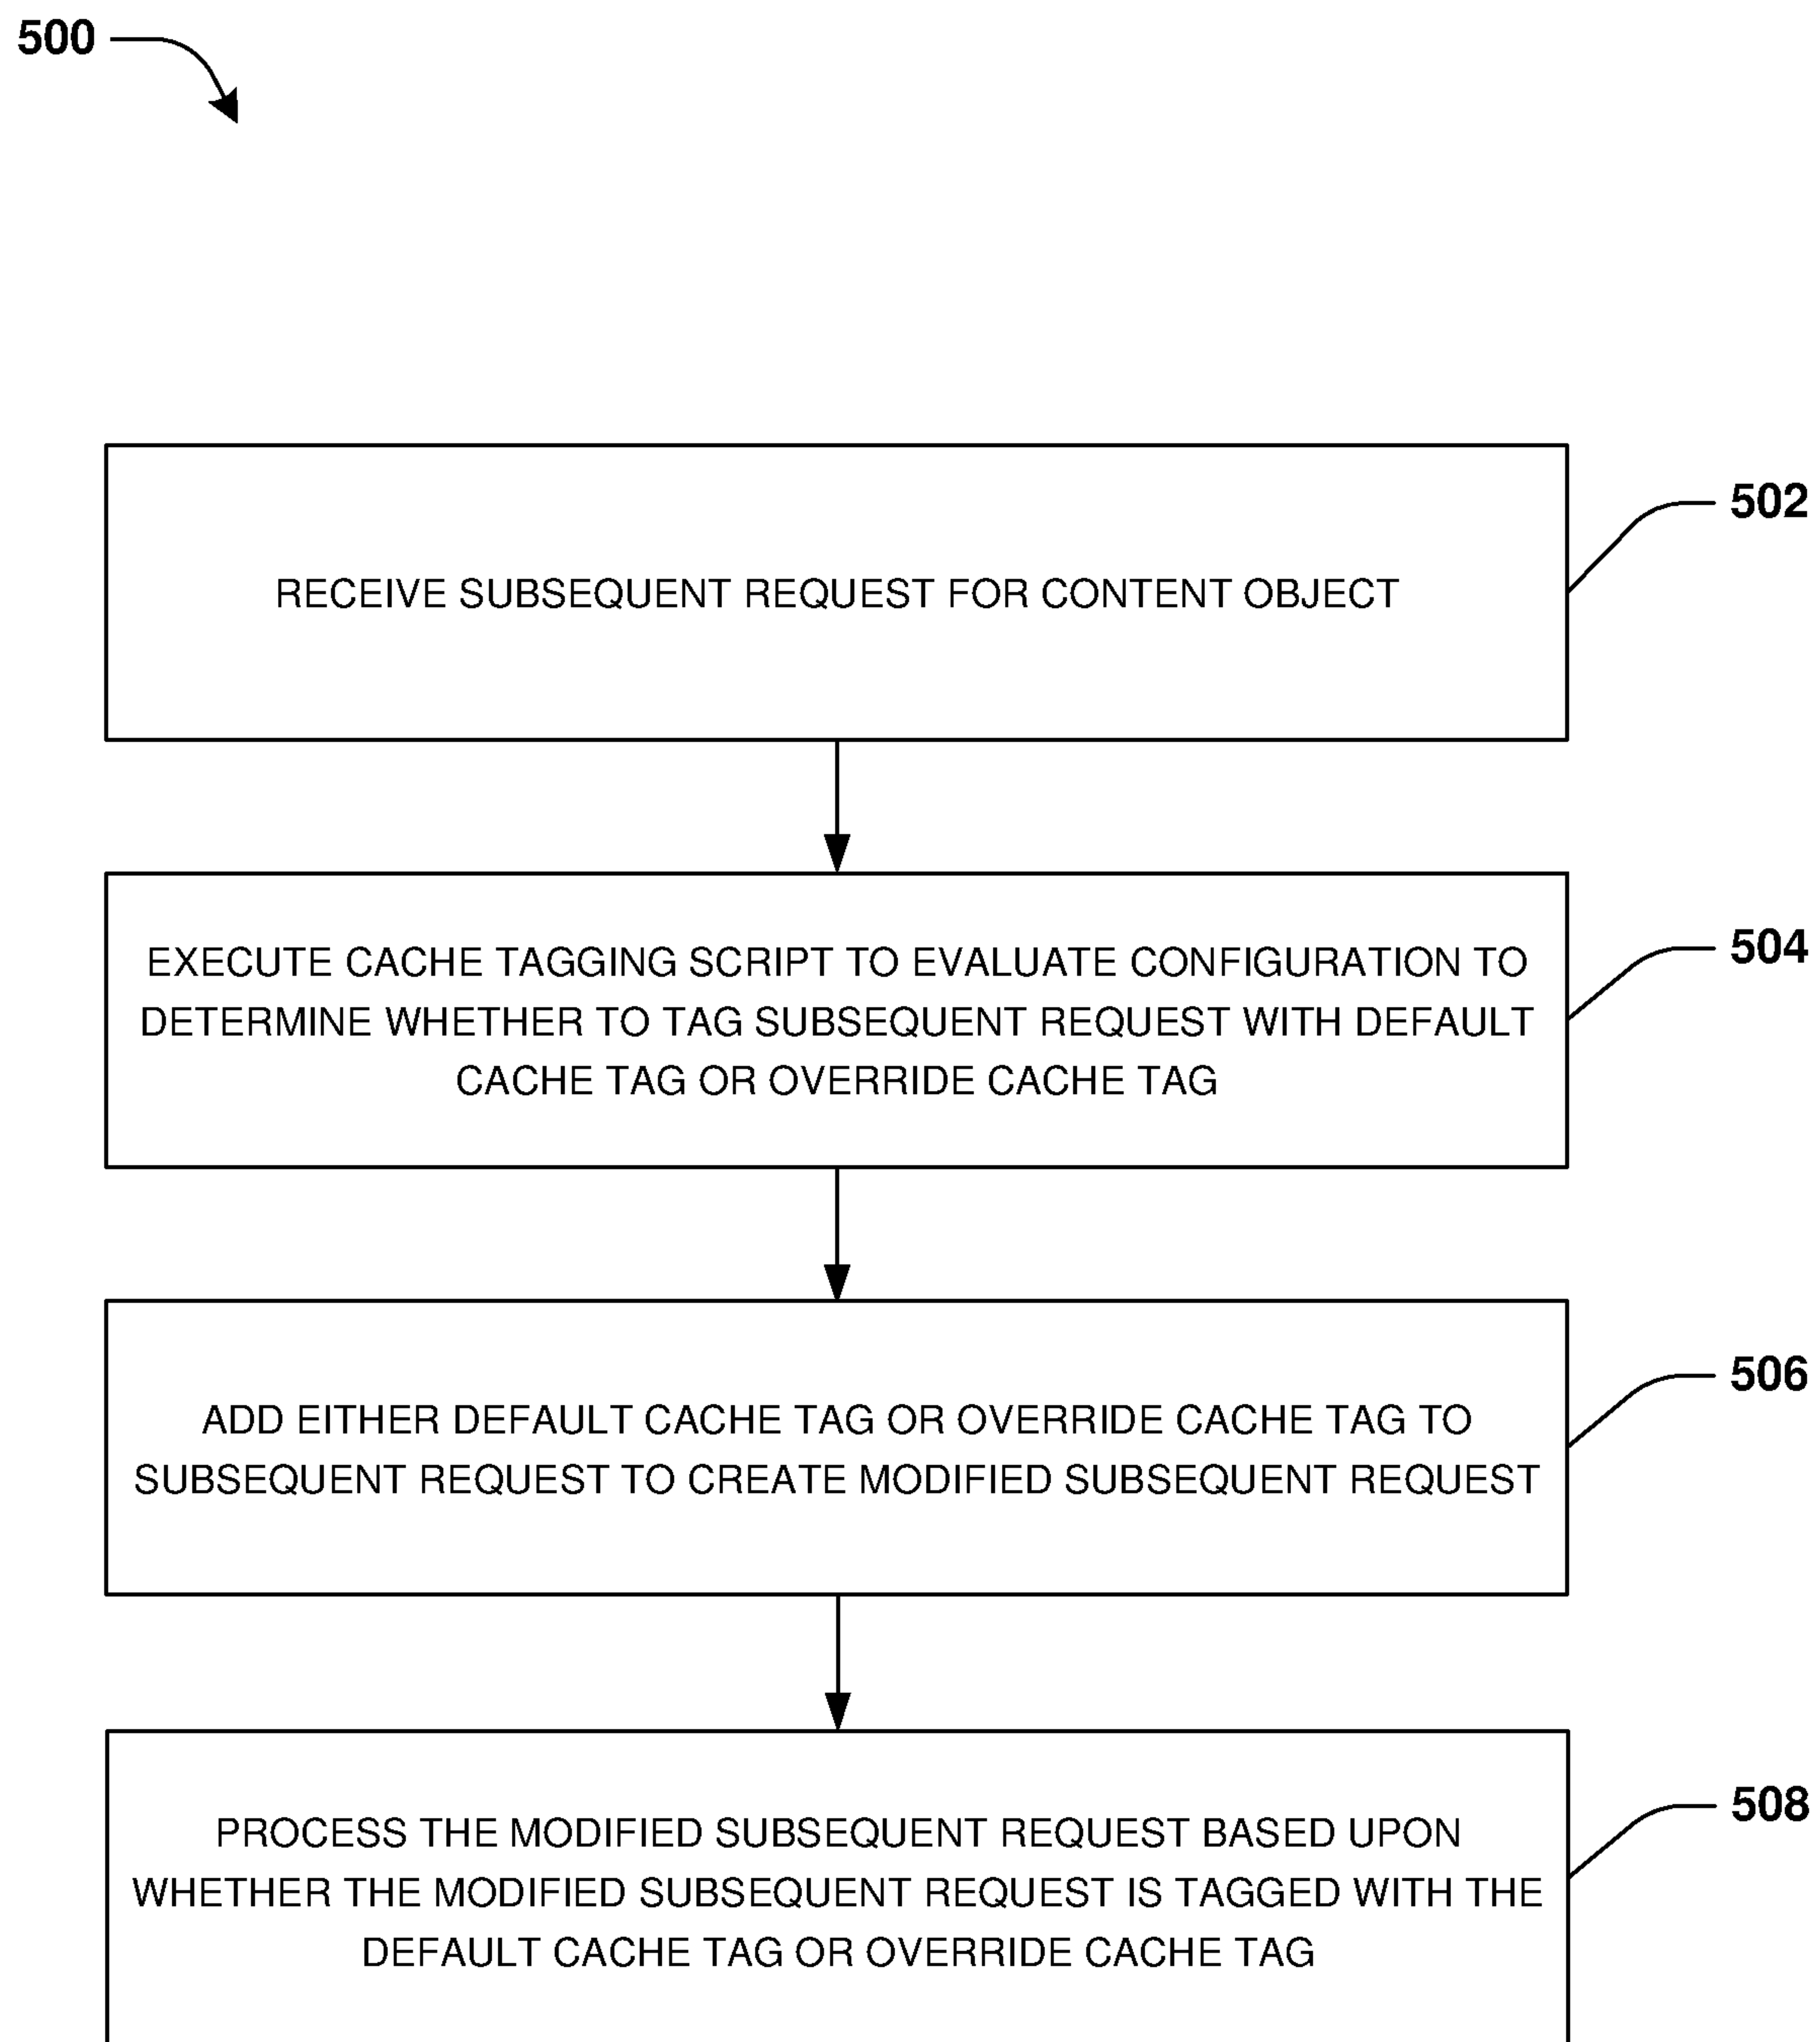 500
RECEIVE SUBSEQUENT REQUEST FOR CONTENT OBJECT
502
EXECUTE CACHE TAGGING SCRIPT TO EVALUATE CONFIGURATION TO
DETERMINE WHETHER TO TAG SUBSEQUENT REQUEST WITH DEFAULT
CACHE TAG OR OVERRIDE CACHE TAG
504
ADD EITHER DEFAULT CACHE TAG OR OVERRIDE CACHE TAG TO
SUBSEQUENT REQUEST TO CREATE MODIFIED SUBSEQUENT REQUEST
506
PROCESS THE MODIFIED SUBSEQUENT REQUEST BASED UPON
WHETHER THE MODIFIED SUBSEQUENT REQUEST IS TAGGED WITH THE
DEFAULT CACHE TAG OR OVERRIDE CACHE TAG
508